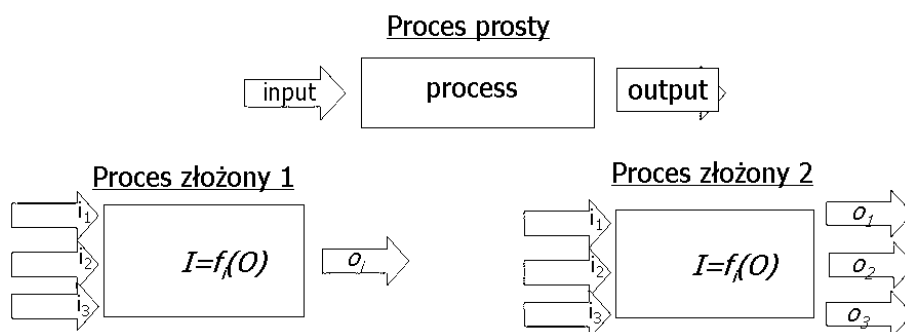 Proces prosty
input
process
output
Proces złożony 1
i₁
i₂
i₃
I=fᵢ(O)
oⱼ
Proces złożony 2
i₁
i₂
i₃
I=fᵢ(O)
o₁
o₂
o₃